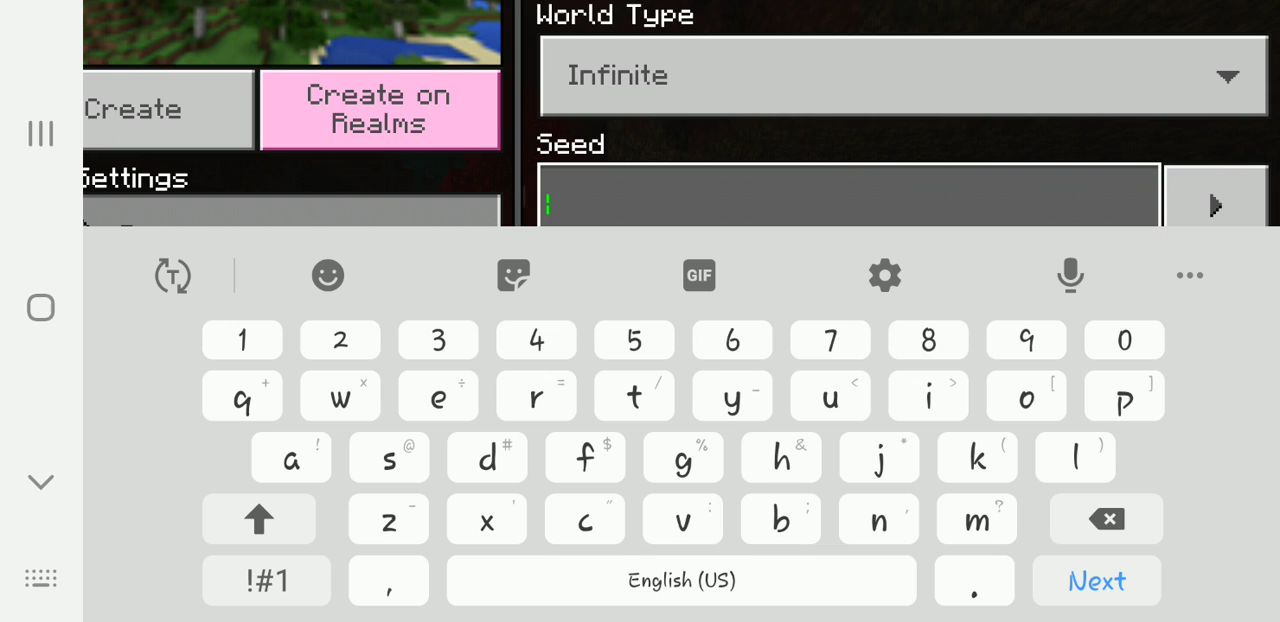 World Type
Infinite
Create
Create on
Realms
Seed
Settings
GIF
1 2 3 4 5 6 7 8 9 0
q + w × e ÷ r = t / y _ u < i > o [ p ]
a ! s @ d # f $ g % h & j * k ( l )
z - x ' c " v : b ; n , m ?
!#1 , English (US) . Next